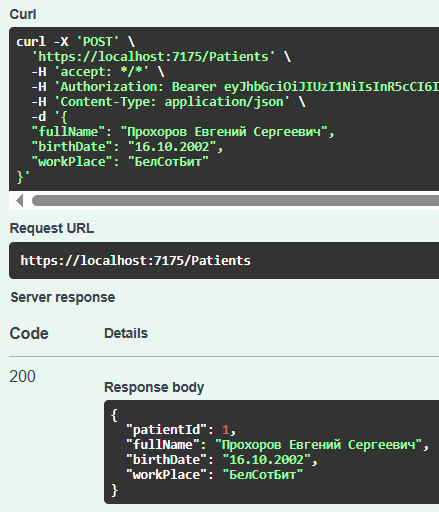 Curl
curl -X 'POST' \
'https://localhost:7175/Patients' \
-H 'accept: */*' \
-H 'Authorization: Bearer eyJhbGciOiJIUzI1NiIsInR5cCI6I
-H 'Content-Type: application/json' \
-d '{
"fullName": "Прохоров Евгений Сергеевич",
"birthDate": "16.10.2002",
"workPlace": "БелСотБит"
}'
Request URL
https://localhost:7175/Patients
Server response
Code Details
200
Response body
{
"patientId": 1,
"fullName": "Прохоров Евгений Сергеевич",
"birthDate": "16.10.2002",
"workPlace": "БелСотБит"
}